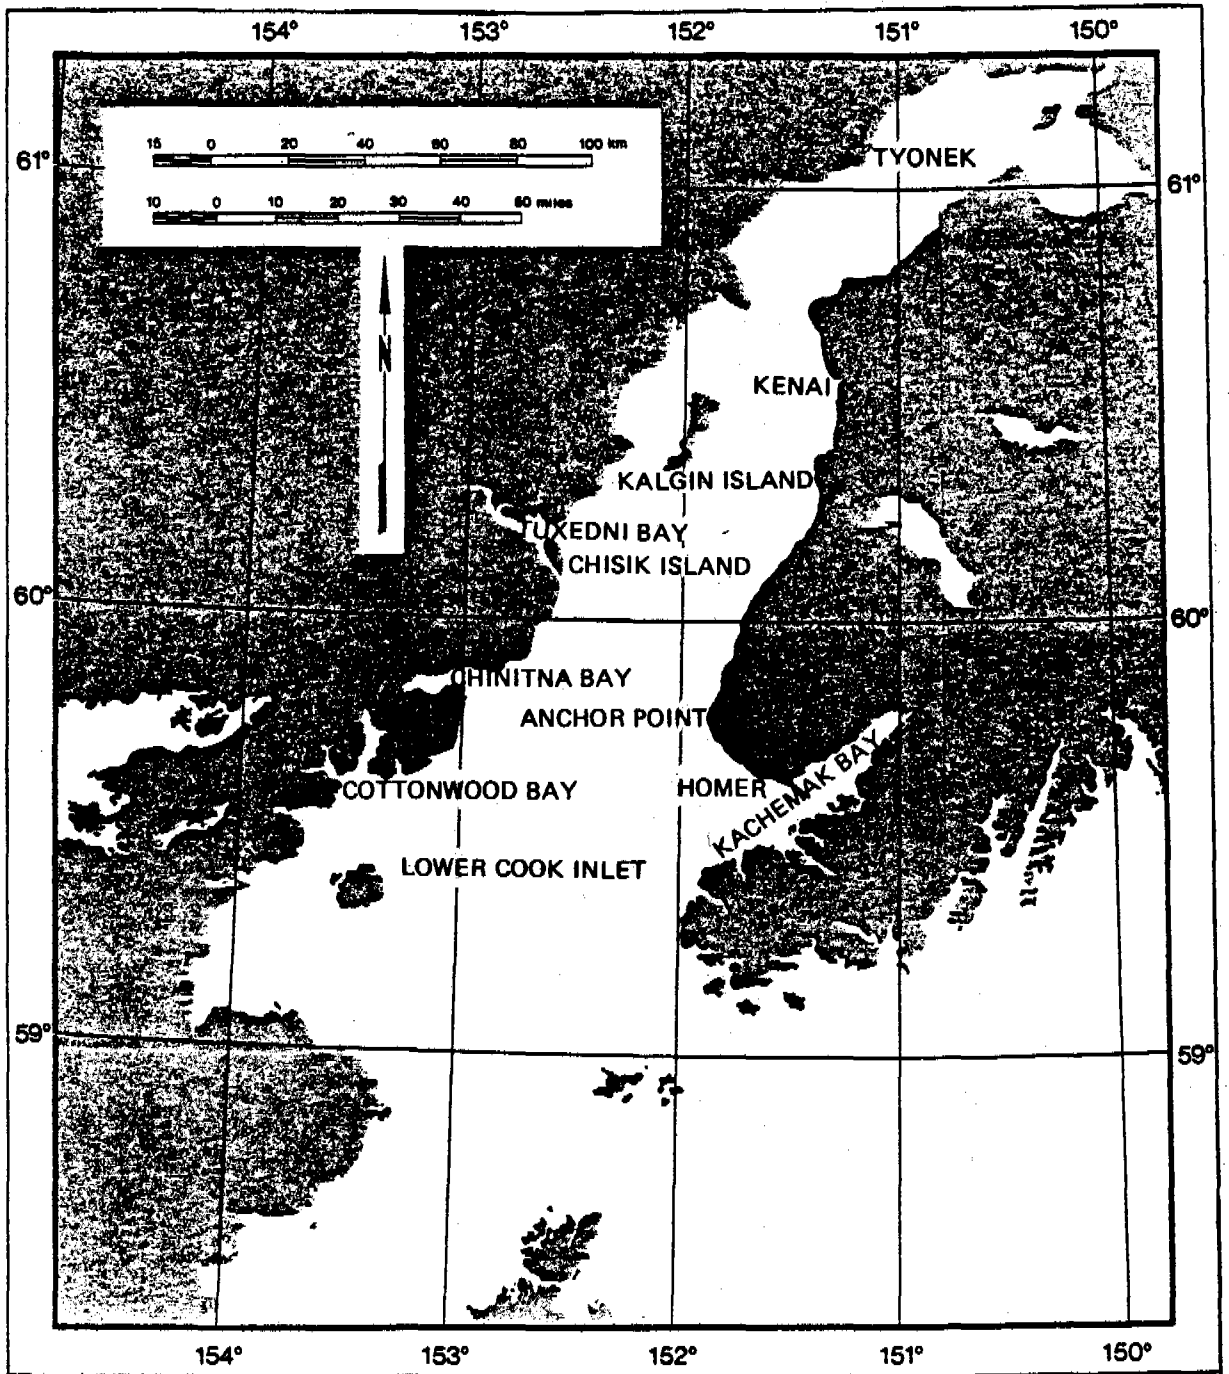 154° 153° 152° 151° 150°
15 0 20 40 60 80 100 km
61°
TYONEK
61°
10 0 10 20 30 40 50 miles
N
KENAI
KALGIN ISLAND
TUXEDNI BAY
CHISIK ISLAND
60°
60°
CHINITNA BAY
ANCHOR POINT
COTTONWOOD BAY
HOMER
KACHEMAK BAY
LOWER COOK INLET
59°
59°
154° 153° 152° 151° 150°